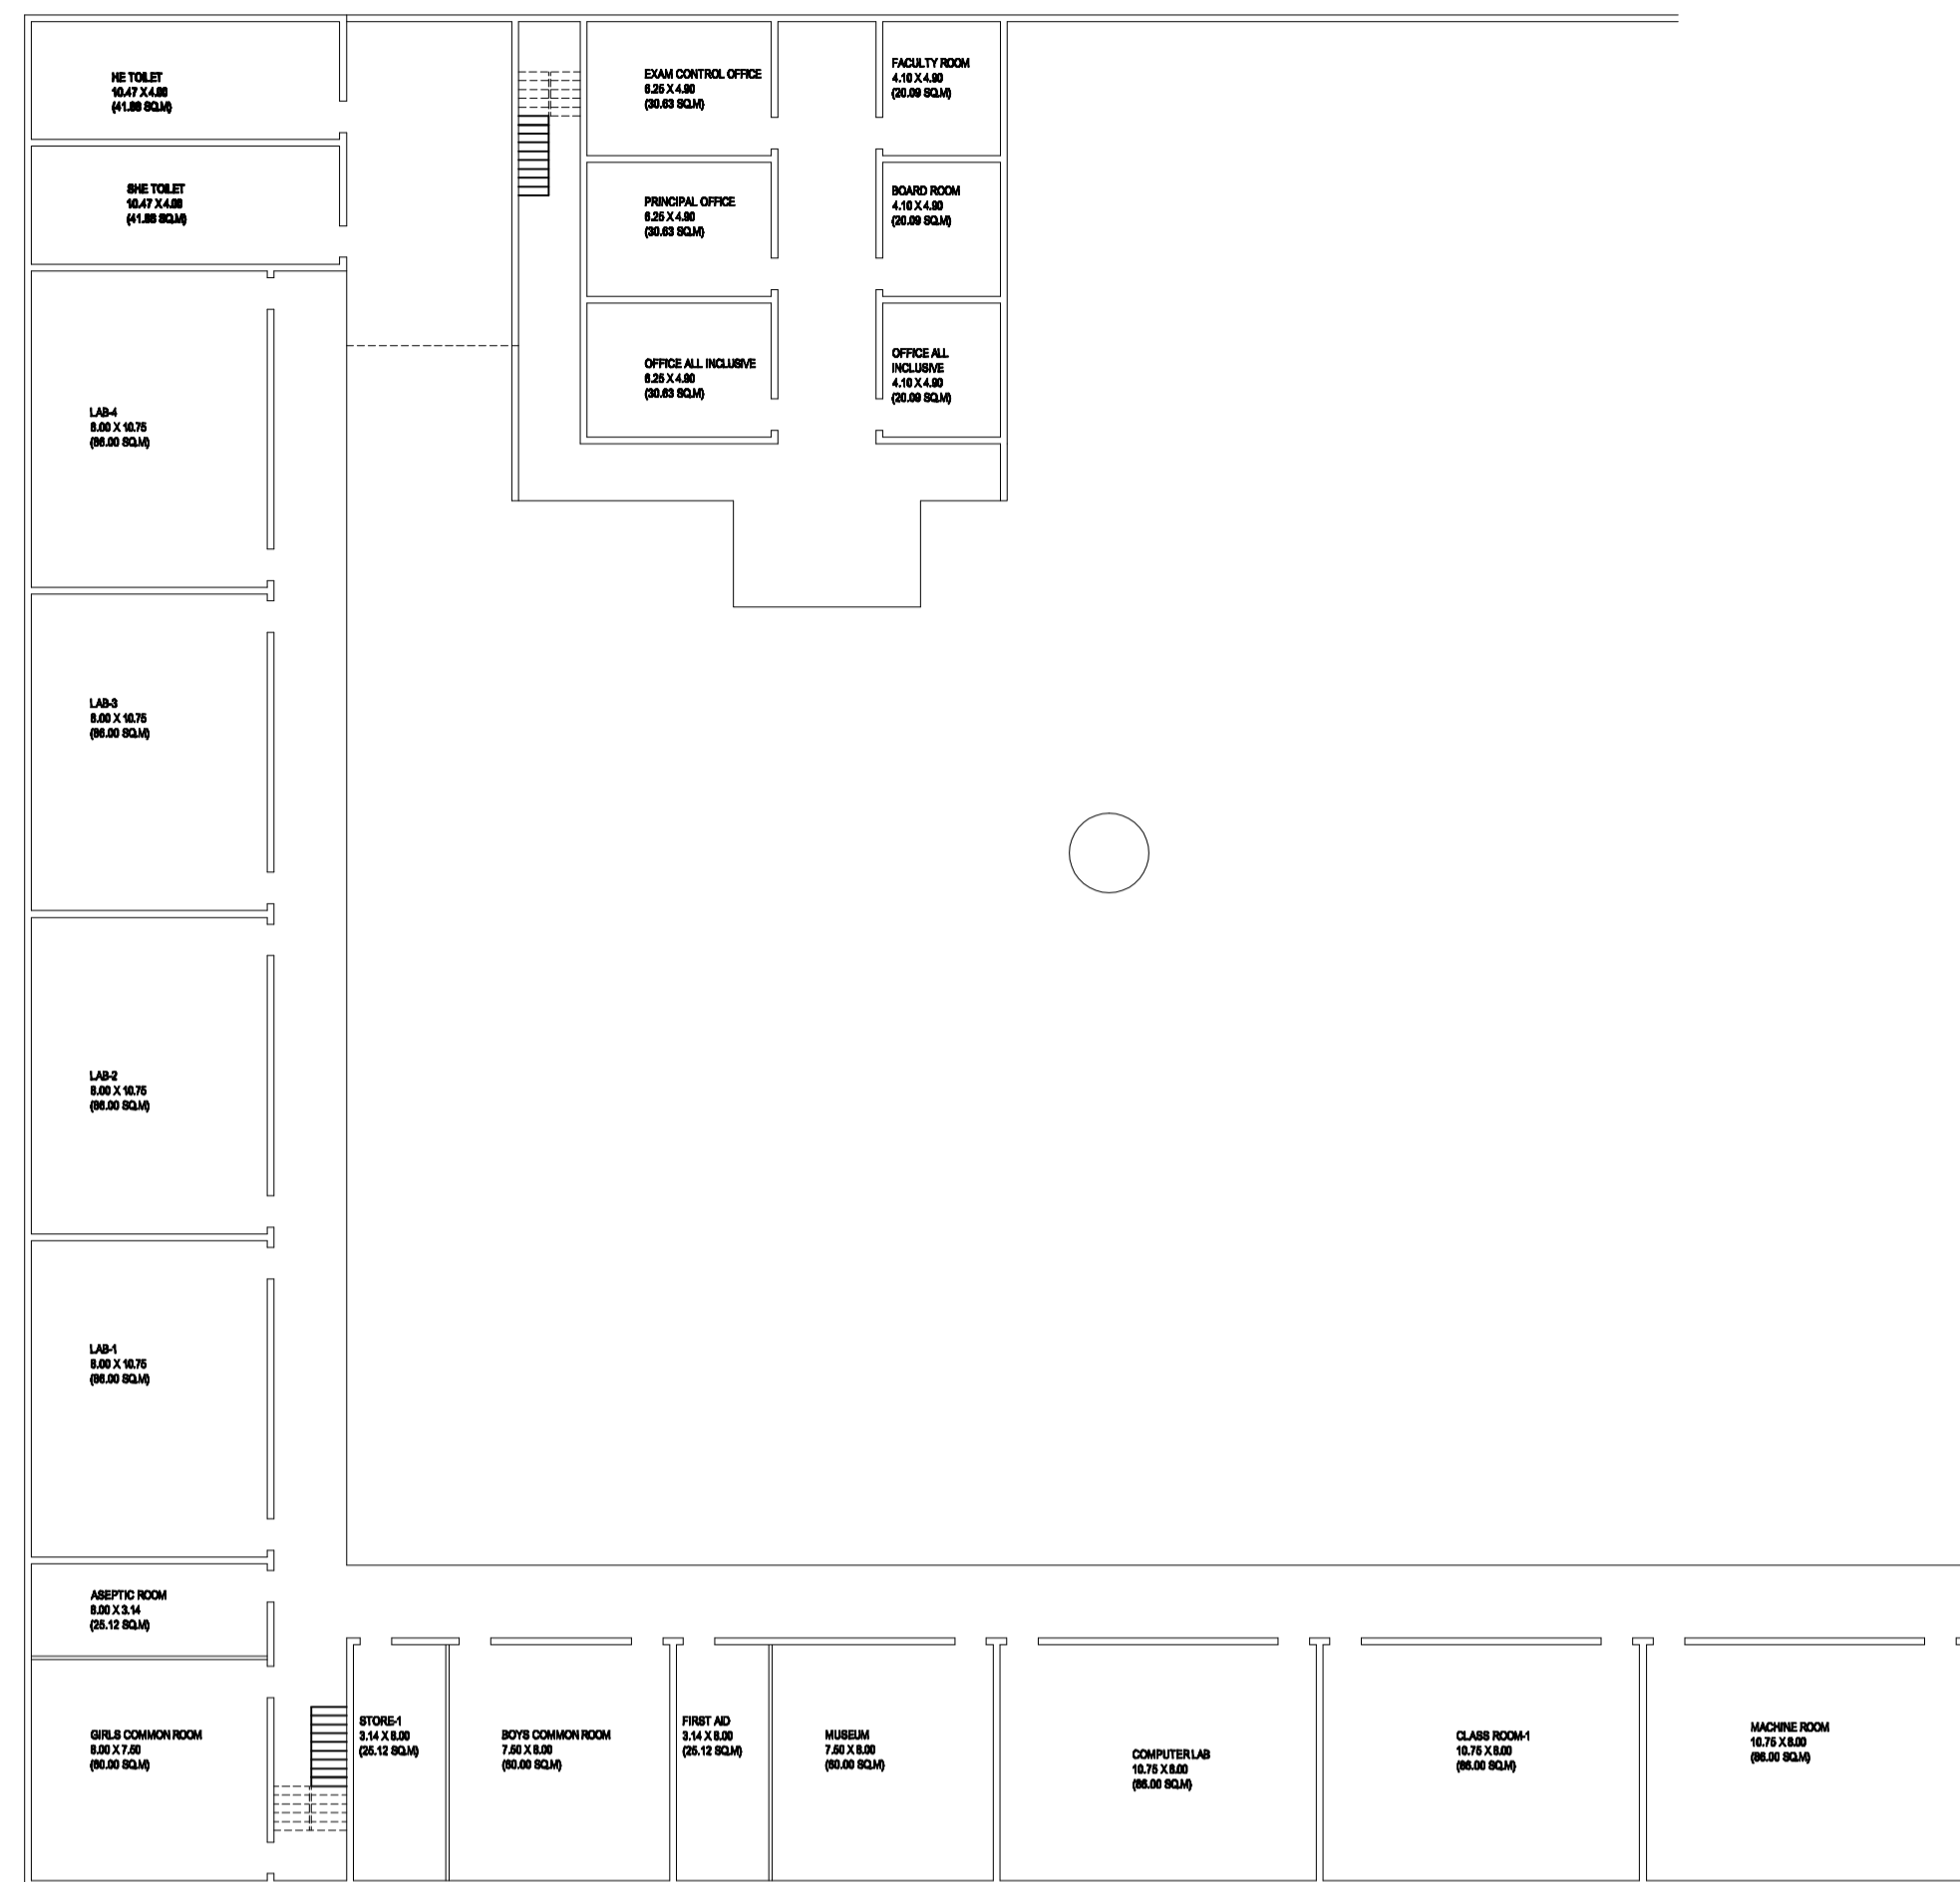 HE TOILET
10.47 X 4.00
(41.88 SQ.M)
SHE TOILET
10.47 X 4.00
(41.88 SQ.M)
EXAM CONTROL OFFICE
6.25 X 4.90
(30.63 SQ.M)
FACULTY ROOM
4.10 X 4.90
(20.09 SQ.M)
PRINCIPAL OFFICE
6.25 X 4.90
(30.63 SQ.M)
BOARD ROOM
4.10 X 4.90
(20.09 SQ.M)
OFFICE ALL INCLUSIVE
6.25 X 4.90
(30.63 SQ.M)
OFFICE ALL
INCLUSIVE
4.10 X 4.90
(20.09 SQ.M)
LAB-4
8.00 X 10.75
(86.00 SQ.M)
LAB-3
8.00 X 10.75
(86.00 SQ.M)
LAB-2
8.00 X 10.75
(86.00 SQ.M)
LAB-1
8.00 X 10.75
(86.00 SQ.M)
ASEPTIC ROOM
8.00 X 3.14
(25.12 SQ.M)
GIRLS COMMON ROOM
8.00 X 7.50
(60.00 SQ.M)
STORE-1
3.14 X 8.00
(25.12 SQ.M)
BOYS COMMON ROOM
7.50 X 8.00
(60.00 SQ.M)
FIRST AID
3.14 X 8.00
(25.12 SQ.M)
MUSEUM
7.50 X 8.00
(60.00 SQ.M)
COMPUTER LAB
10.75 X 8.00
(86.00 SQ.M)
CLASS ROOM-1
10.75 X 8.00
(86.00 SQ.M)
MACHINE ROOM
10.75 X 8.00
(86.00 SQ.M)